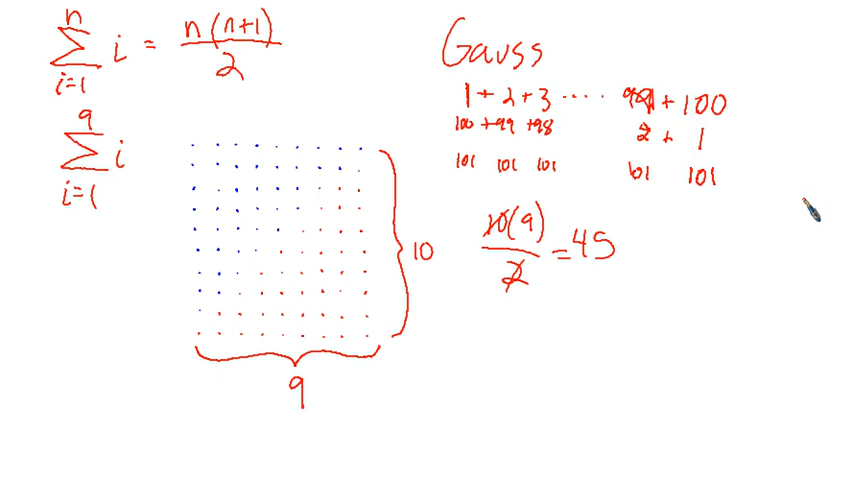 n
∑ i = n(n+1)/2
i=1
9
∑ i
i=1
10
9
Gauss
1 + 2 + 3 ···· 99 + 100
100 + 99 + 98 2 + 1
101 101 101 101 101
10(9)/2 = 45